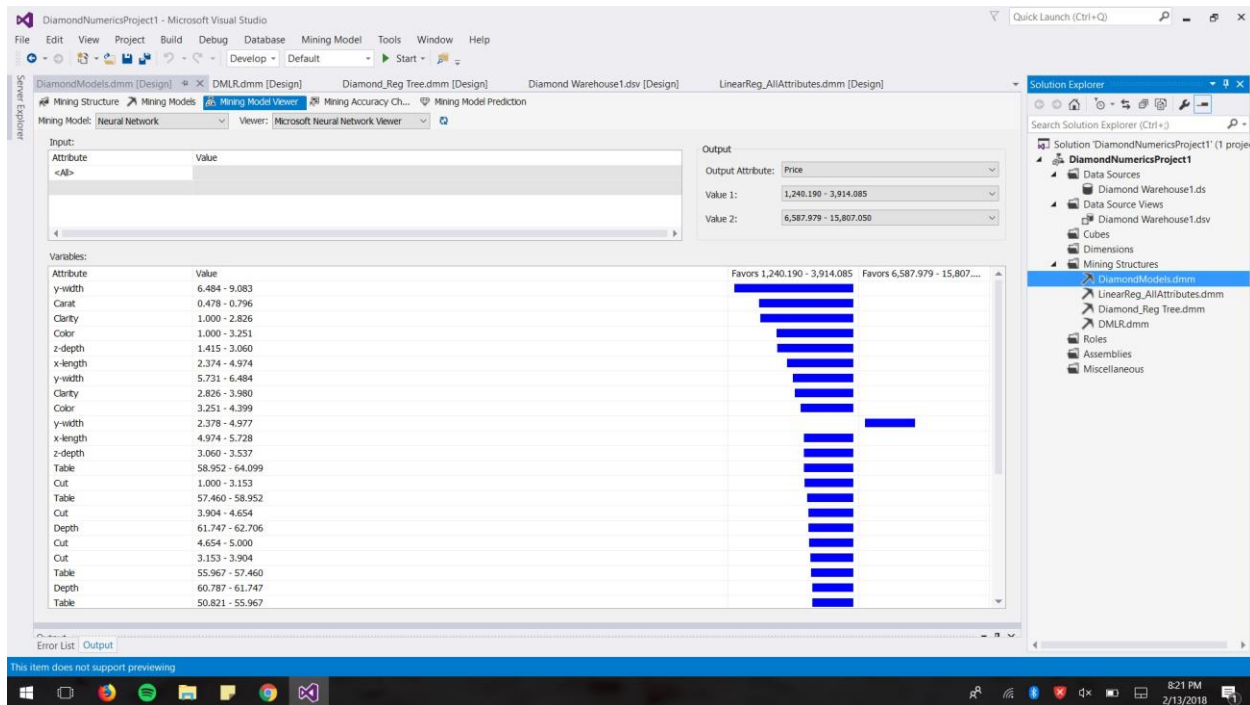 DiamondNumericsProject1 - Microsoft Visual Studio
Quick Launch (Ctrl+Q)
File Edit View Project Build Debug Database Mining Model Tools Window Help
Develop Default Start
Server Explorer
DiamondModels.dmm [Design] DMLR.dmm [Design] Diamond_Reg Tree.dmm [Design] Diamond Warehouse1.dsv [Design] LinearReg_AllAttributes.dmm [Design]
Mining Structure Mining Models Mining Model Viewer Mining Accuracy Ch... Mining Model Prediction
Mining Model: Neural Network Viewer: Microsoft Neural Network Viewer
Input:
Attribute Value
<All>
Output
Output Attribute: Price
Value 1: 1,240.190 - 3,914.085
Value 2: 6,587.979 - 15,807.050
Variables:
Attribute Value Favors 1,240.190 - 3,914.085 Favors 6,587.979 - 15,807....
y-width 6.484 - 9.083
Carat 0.478 - 0.796
Clarity 1.000 - 2.826
Color 1.000 - 3.251
z-depth 1.415 - 3.060
x-length 2.374 - 4.974
y-width 5.731 - 6.484
Clarity 2.826 - 3.980
Color 3.251 - 4.399
y-width 2.378 - 4.977
x-length 4.974 - 5.728
z-depth 3.060 - 3.537
Table 58.952 - 64.099
Cut 1.000 - 3.153
Table 57.460 - 58.952
Cut 3.904 - 4.654
Depth 61.747 - 62.706
Cut 4.654 - 5.000
Cut 3.153 - 3.904
Table 55.967 - 57.460
Depth 60.787 - 61.747
Table 50.821 - 55.967
Error List Output
Solution Explorer
Search Solution Explorer (Ctrl+;)
Solution 'DiamondNumericsProject1' (1 proje
DiamondNumericsProject1
Data Sources
Diamond Warehouse1.ds
Data Source Views
Diamond Warehouse1.dsv
Cubes
Dimensions
Mining Structures
DiamondModels.dmm
LinearReg_AllAttributes.dmm
Diamond_Reg Tree.dmm
DMLR.dmm
Roles
Assemblies
Miscellaneous
This item does not support previewing
8:21 PM
2/13/2018